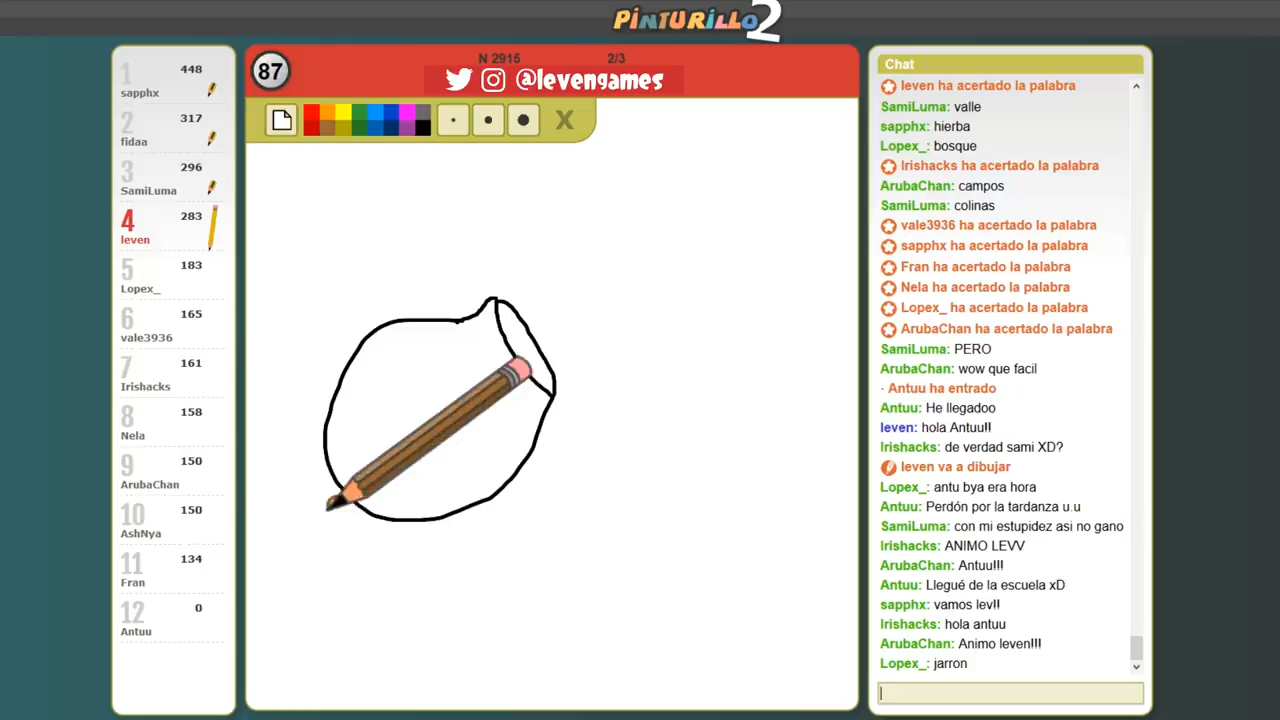 PiNTURiLLO 2
N 2915 2/3
87
@levengames
1 448
sapphx
2 317
fidaa
3 296
SamiLuma
4 283
leven
5 183
Lopex_
6 165
vale3936
7 161
Irishacks
8 158
Nela
9 150
ArubaChan
10 150
AshNya
11 134
Fran
12 0
Antuu
X
Chat
leven ha acertado la palabra
SamiLuma: valle
sapphx: hierba
Lopex_: bosque
Irishacks ha acertado la palabra
ArubaChan: campos
SamiLuma: colinas
vale3936 ha acertado la palabra
sapphx ha acertado la palabra
Fran ha acertado la palabra
Nela ha acertado la palabra
Lopex_ ha acertado la palabra
ArubaChan ha acertado la palabra
SamiLuma: PERO
ArubaChan: wow que facil
- Antuu ha entrado
Antuu: He llegadoo
leven: hola Antuu!!
Irishacks: de verdad sami XD?
leven va a dibujar
Lopex_: antu bya era hora
Antuu: Perdón por la tardanza u.u
SamiLuma: con mi estupidez asi no gano
Irishacks: ANIMO LEVV
ArubaChan: Antuu!!!
Antuu: Llegué de la escuela xD
sapphx: vamos lev!!
Irishacks: hola antuu
ArubaChan: Animo leven!!!
Lopex_: jarron